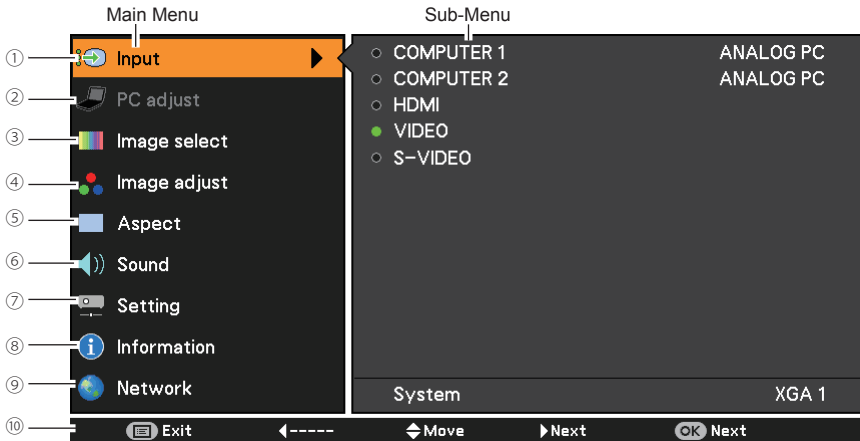 Main Menu Sub-Menu
① Input COMPUTER 1 ANALOG PC
COMPUTER 2 ANALOG PC
② PC adjust
HDMI
③ Image select VIDEO
S-VIDEO
④ Image adjust
⑤ Aspect
⑥ Sound
⑦ Setting
⑧ Information
⑨ Network System XGA 1
⑩ Exit ----- Move Next OK Next